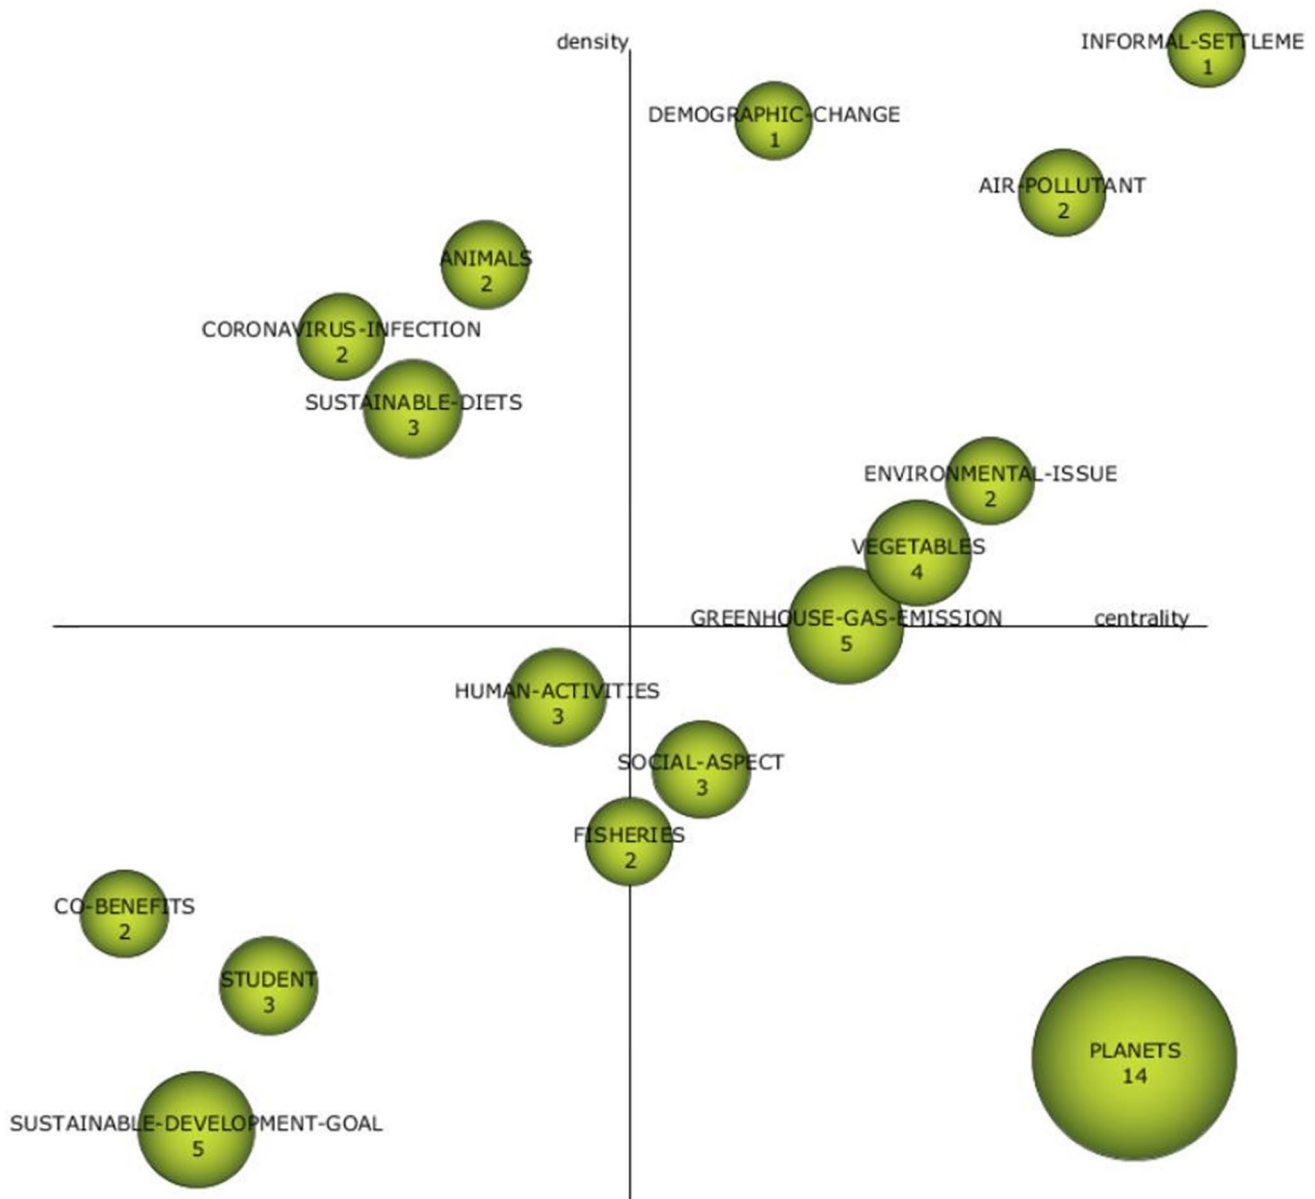 density
INFORMAL-SETTLEME
1
DEMOGRAPHIC-CHANGE
1
AIR-POLLUTANT
2
ANIMALS
2
CORONAVIRUS-INFECTION
2
SUSTAINABLE-DIETS
3
ENVIRONMENTAL-ISSUE
2
VEGETABLES
4
GREENHOUSE-GAS-EMISSION
5
centrality
HUMAN-ACTIVITIES
3
SOCIAL-ASPECT
3
FISHERIES
2
CO-BENEFITS
2
STUDENT
3
PLANETS
14
SUSTAINABLE-DEVELOPMENT-GOAL
5